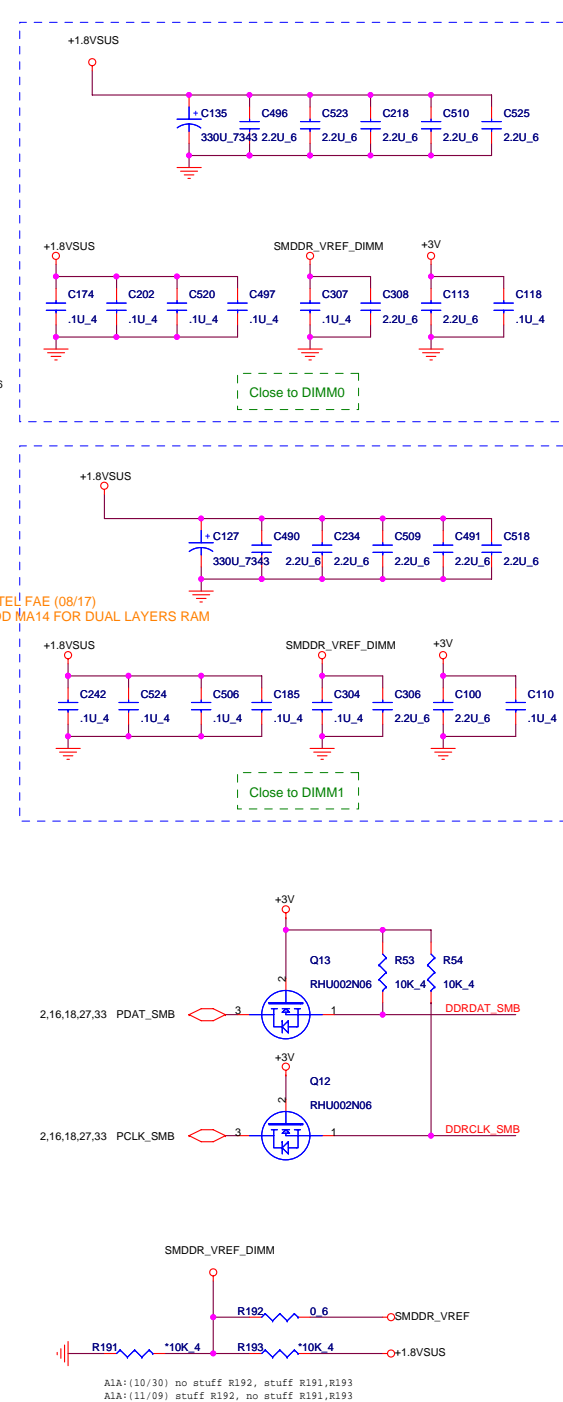 +1.8VSUS
+ C135 C496 C523 C218 C510 C525
330U_7343 2.2U_6 2.2U_6 2.2U_6 2.2U_6 2.2U_6
+1.8VSUS SMDDR_VREF_DIMM +3V
C174 C202 C520 C497 C307 C308 C113 C118
.1U_4 .1U_4 .1U_4 .1U_4 .1U_4 2.2U_6 2.2U_6 .1U_4
6
Close to DIMM0
+1.8VSUS
+ C127 C490 C234 C509 C491 C518
330U_7343 2.2U_6 2.2U_6 2.2U_6 2.2U_6 2.2U_6
TEL FAE (08/17)
DD MA14 FOR DUAL LAYERS RAM
+1.8VSUS SMDDR_VREF_DIMM +3V
C242 C524 C506 C185 C304 C306 C100 C110
.1U_4 .1U_4 .1U_4 .1U_4 .1U_4 2.2U_6 2.2U_6 .1U_4
Close to DIMM1
+3V
Q13 R53 R54
2 RHU002N06 10K_4 10K_4
2,16,18,27,33 PDAT_SMB 3 1 DDRDAT_SMB
+3V
Q12
2 RHU002N06
2,16,18,27,33 PCLK_SMB 3 1 DDRCLK_SMB
SMDDR_VREF_DIMM
R192 0_6 SMDDR_VREF
R191 *10K_4 R193 *10K_4 +1.8VSUS
A1A:(10/30) no stuff R192, stuff R191,R193
A1A:(11/09) stuff R192, no stuff R191,R193